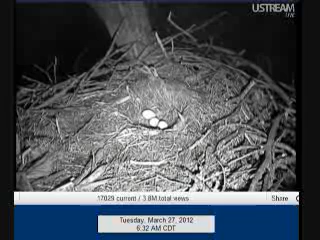 USTREAM
17029 current / 3.8M total views
Share
Tuesday, March 27, 2012
6:32 AM CDT